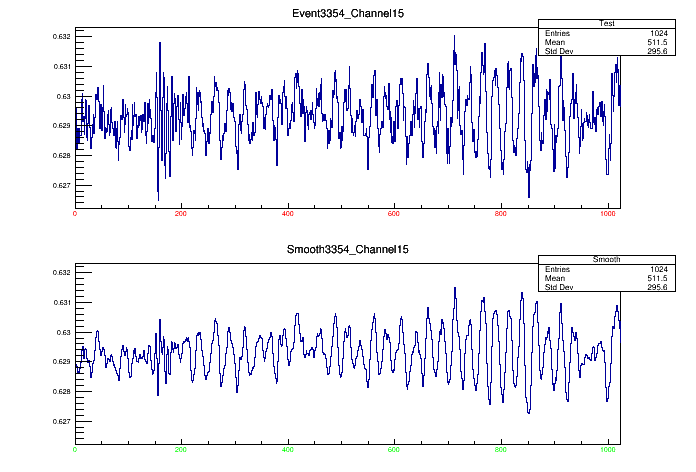 Event3354_Channel15
Test
Entries 1024
Mean 511.5
Std Dev 295.6
0.632
0.631
0.63
0.629
0.628
0.627
0 200 400 600 800 1000
Smooth3354_Channel15
Smooth
Entries 1024
Mean 511.5
Std Dev 295.6
0.632
0.631
0.63
0.629
0.628
0.627
0 200 400 600 800 1000